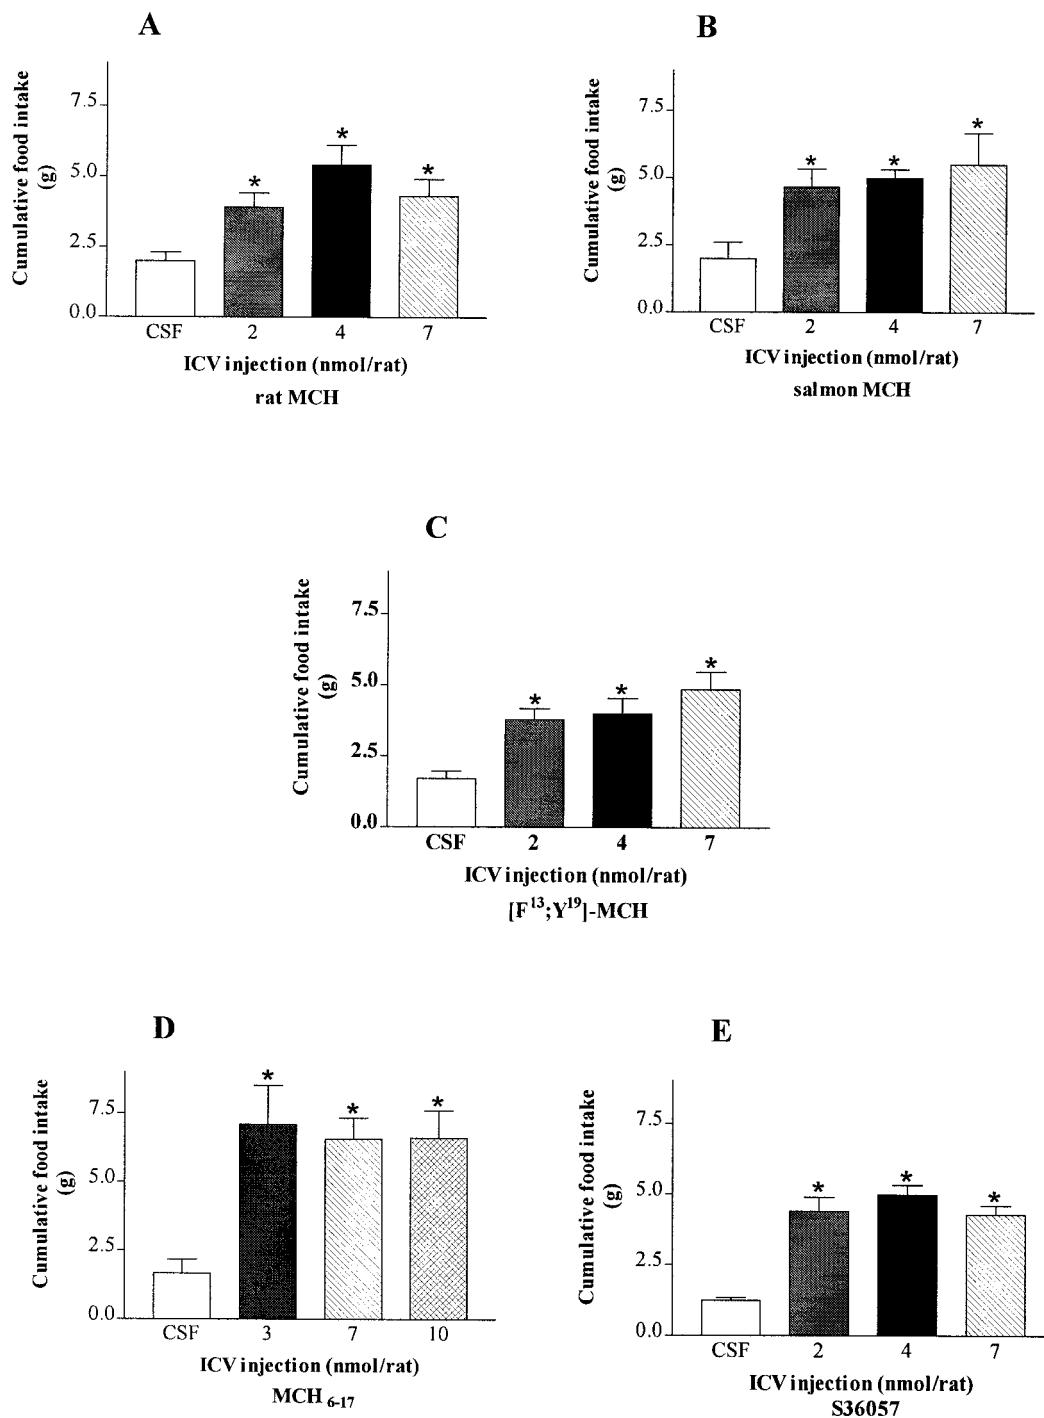 A
Cumulative food intake
(g)
7.5
5.0
2.5
0.0
*
*
*
CSF 2 4 7
ICV injection (nmol/rat)
rat MCH
B
Cumulative food intake
(g)
7.5
5.0
2.5
0.0
*
*
*
CSF 2 4 7
ICV injection (nmol/rat)
salmon MCH
C
Cumulative food intake
(g)
7.5
5.0
2.5
0.0
*
*
*
CSF 2 4 7
ICV injection (nmol/rat)
[F13;Y19]-MCH
D
Cumulative food intake
(g)
7.5
5.0
2.5
0.0
*
*
*
CSF 3 7 10
ICV injection (nmol/rat)
MCH 6-17
E
Cumulative food intake
(g)
7.5
5.0
2.5
0.0
*
*
*
CSF 2 4 7
ICV injection (nmol/rat)
S36057